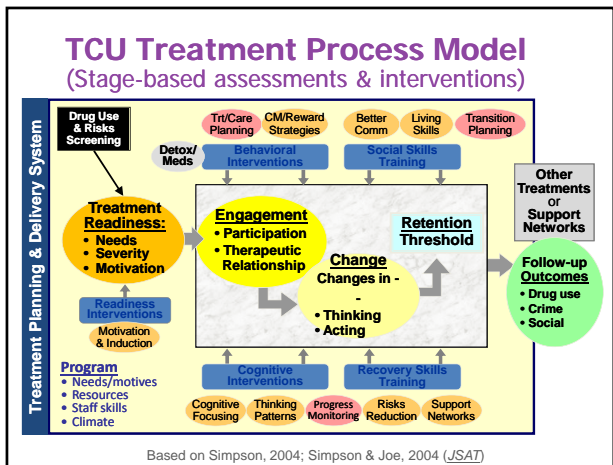 TCU Treatment Process Model
(Stage-based assessments & interventions)
Treatment Planning & Delivery System
Drug Use
& Risks
Screening
Trt/Care
Planning
CM/Reward
Strategies
Better
Comm
Living
Skills
Transition
Planning
Detox/
Meds
Behavioral
Interventions
Social Skills
Training
Treatment
Readiness:
• Needs
• Severity
• Motivation
Engagement
• Participation
• Therapeutic
Relationship
Change
Changes in -
-
• Thinking
• Acting
Retention
Threshold
Other
Treatments
or
Support
Networks
Follow-up
Outcomes
• Drug use
• Crime
• Social
Readiness
Interventions
Motivation
& Induction
Program
• Needs/motives
• Resources
• Staff skills
• Climate
Cognitive
Interventions
Recovery Skills
Training
Cognitive
Focusing
Thinking
Patterns
Progress
Monitoring
Risks
Reduction
Support
Networks
Based on Simpson, 2004; Simpson & Joe, 2004 (JSAT)